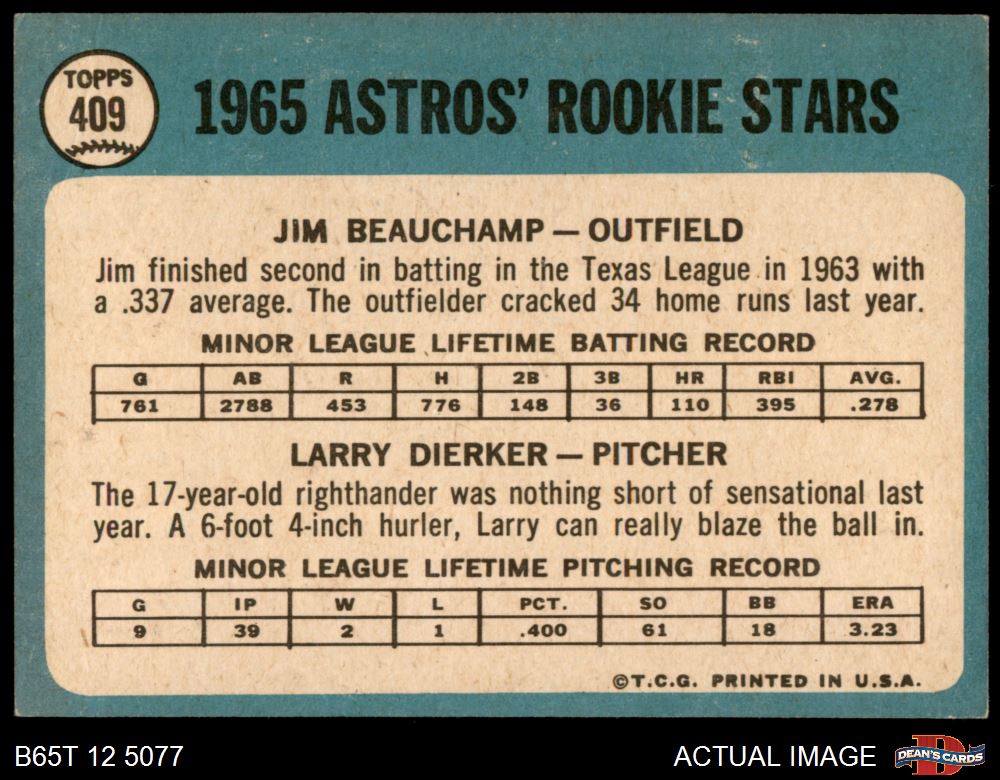 TOPPS
409
1965 ASTROS' ROOKIE STARS
JIM BEAUCHAMP — OUTFIELD
Jim finished second in batting in the Texas League in 1963 with
a .337 average. The outfielder cracked 34 home runs last year.
MINOR LEAGUE LIFETIME BATTING RECORD
G AB R H 2B 3B HR RBI AVG.
761 2788 453 776 148 36 110 395 .278
LARRY DIERKER — PITCHER
The 17-year-old righthander was nothing short of sensational last
year. A 6-foot 4-inch hurler, Larry can really blaze the ball in.
MINOR LEAGUE LIFETIME PITCHING RECORD
G IP W L PCT. SO BB ERA
9 39 2 1 .400 61 18 3.23
©T.C.G. PRINTED IN U.S.A.
B65T 12 5077
ACTUAL IMAGE
D
DEAN'S CARDS